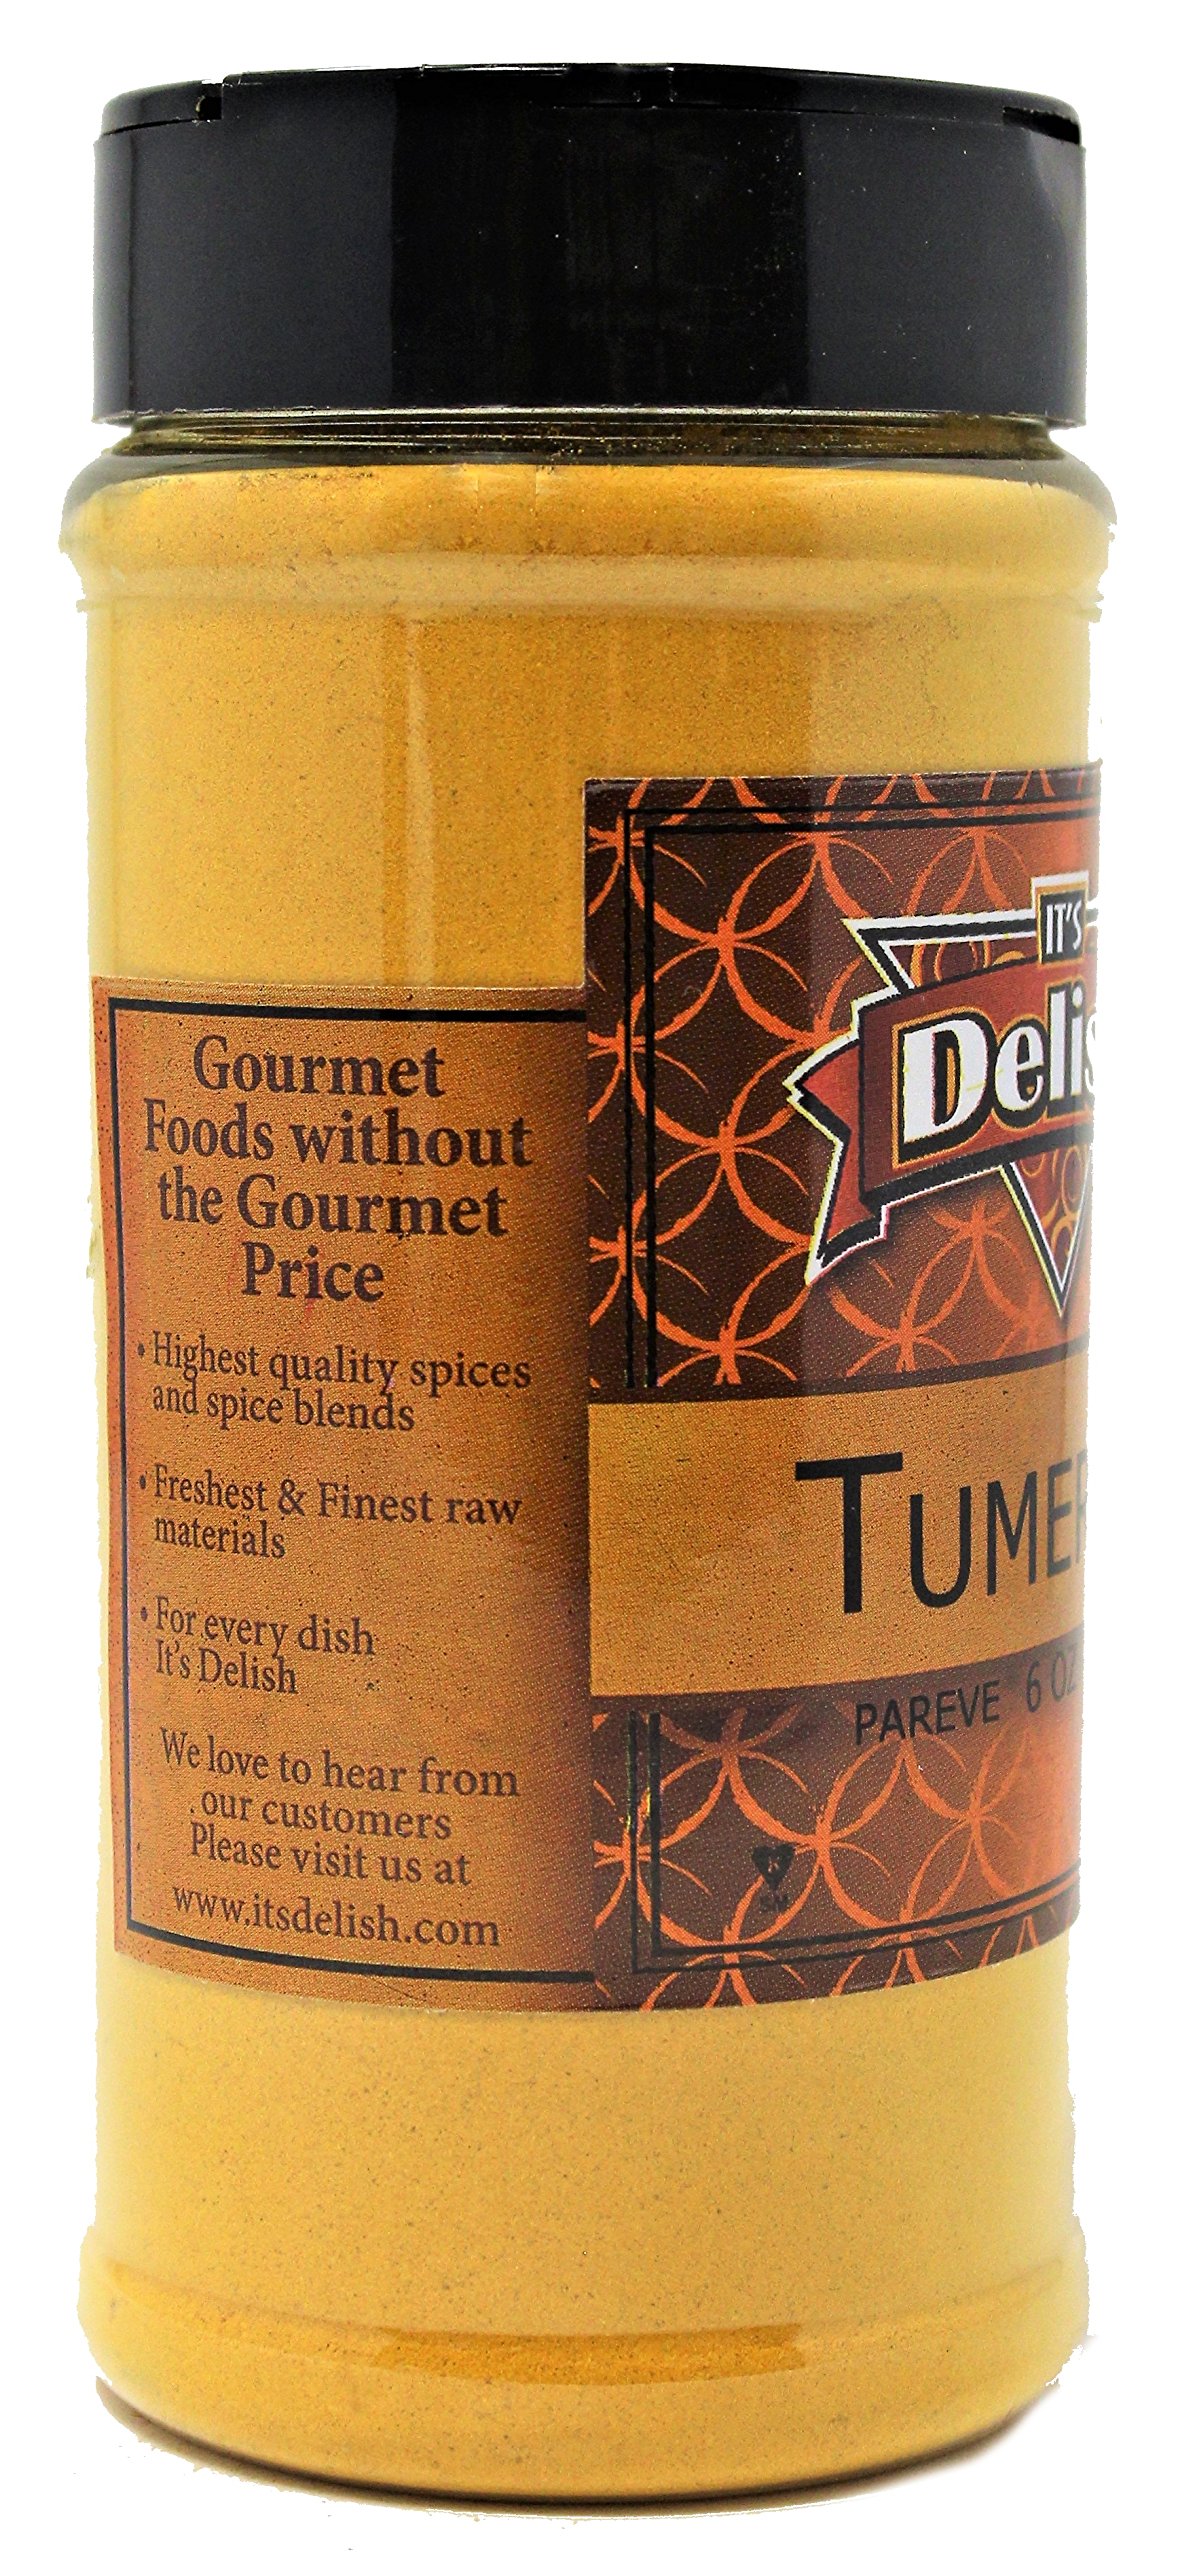 Gourmet
Foods without
the Gourmet
Price
• Highest quality spices
and spice blends
• Freshest & Finest raw
materials
• For every dish
It's Delish
We love to hear from
our customers
Please visit us at
www.itsdelish.com
IT'S
Delis
TUMER
PAREVE 6 OZ
K